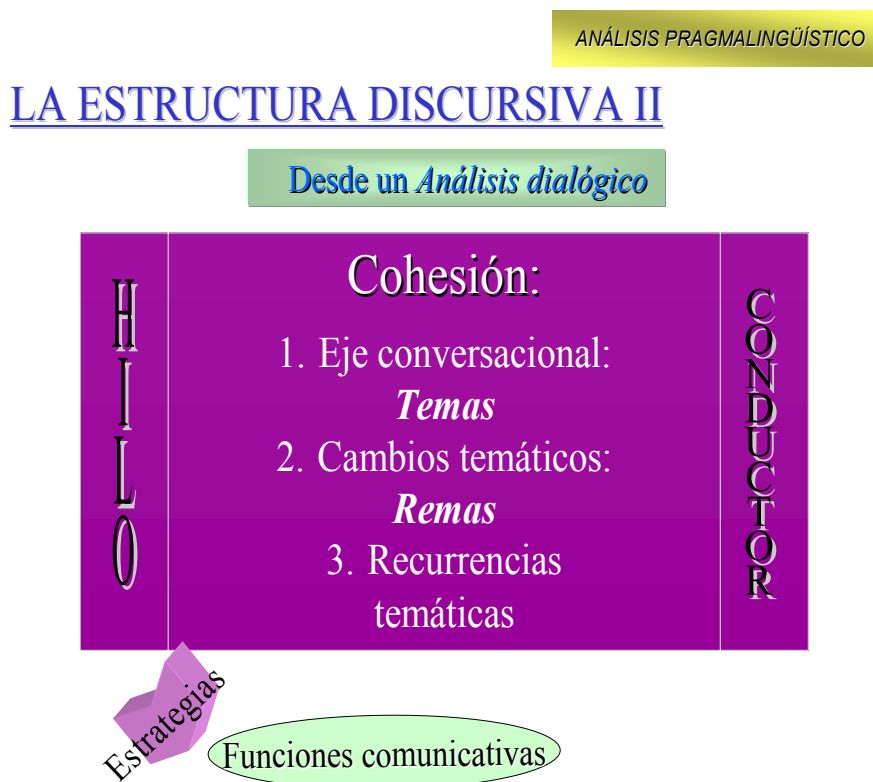 ANÁLISIS PRAGMALINGÜÍSTICO
LA ESTRUCTURA DISCURSIVA II
Desde un Análisis dialógico
HILO
Cohesión:
1. Eje conversacional:
Temas
2. Cambios temáticos:
Remas
3. Recurrencias
temáticas
CONDUCTOR
Estrategias
Funciones comunicativas